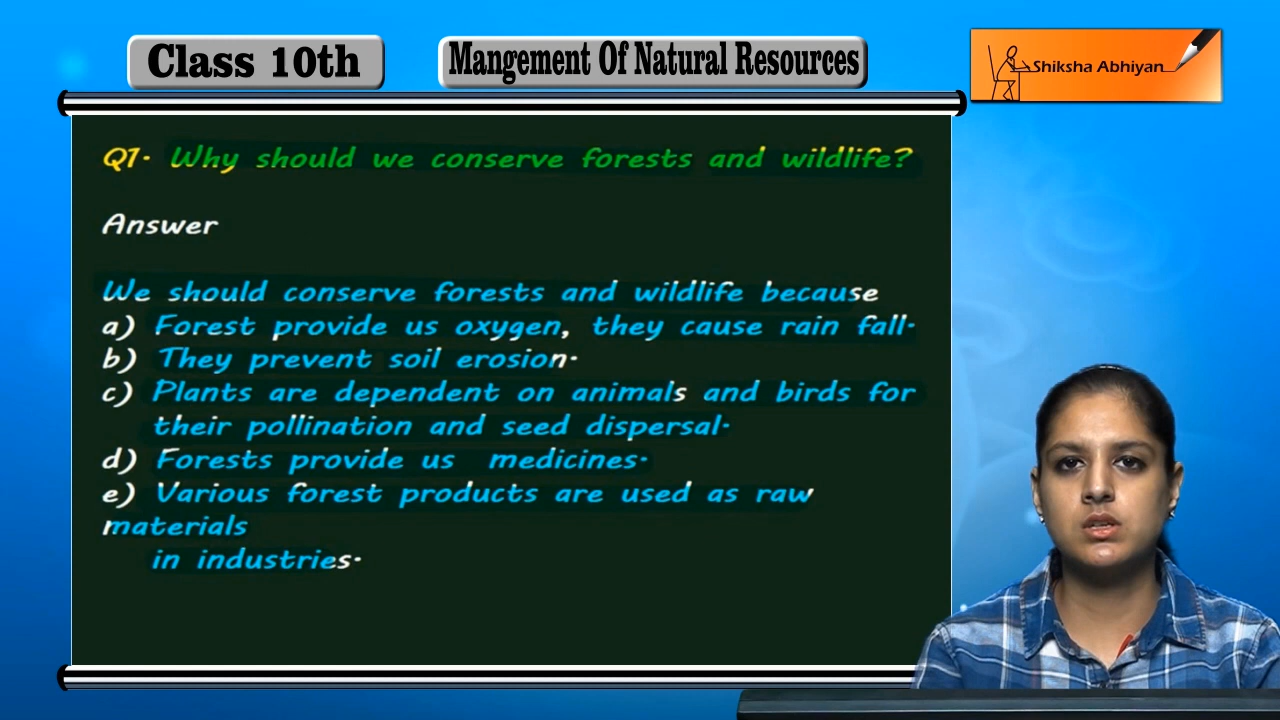 Class 10th
Mangement Of Natural Resources
Shiksha Abhiyan
Q1. Why should we conserve forests and wildlife?
Answer
We should conserve forests and wildlife because
a) Forest provide us oxygen, they cause rain fall.
b) They prevent soil erosion.
c) Plants are dependent on animals and birds for
their pollination and seed dispersal.
d) Forests provide us medicines.
e) Various forest products are used as raw
materials
in industries.